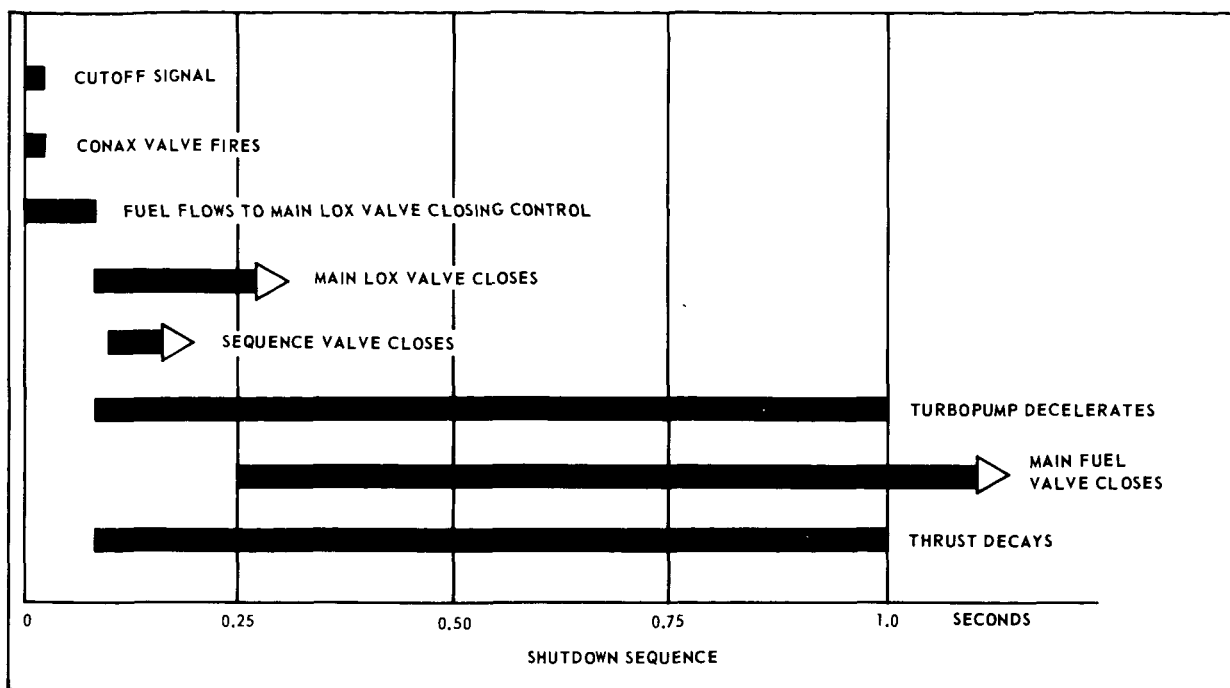 CUTOFF SIGNAL
CONAX VALVE FIRES
FUEL FLOWS TO MAIN LOX VALVE CLOSING CONTROL
MAIN LOX VALVE CLOSES
SEQUENCE VALVE CLOSES
TURBOPUMP DECELERATES
MAIN FUEL
VALVE CLOSES
THRUST DECAYS
0 0.25 0.50 0.75 1.0 SECONDS
SHUTDOWN SEQUENCE